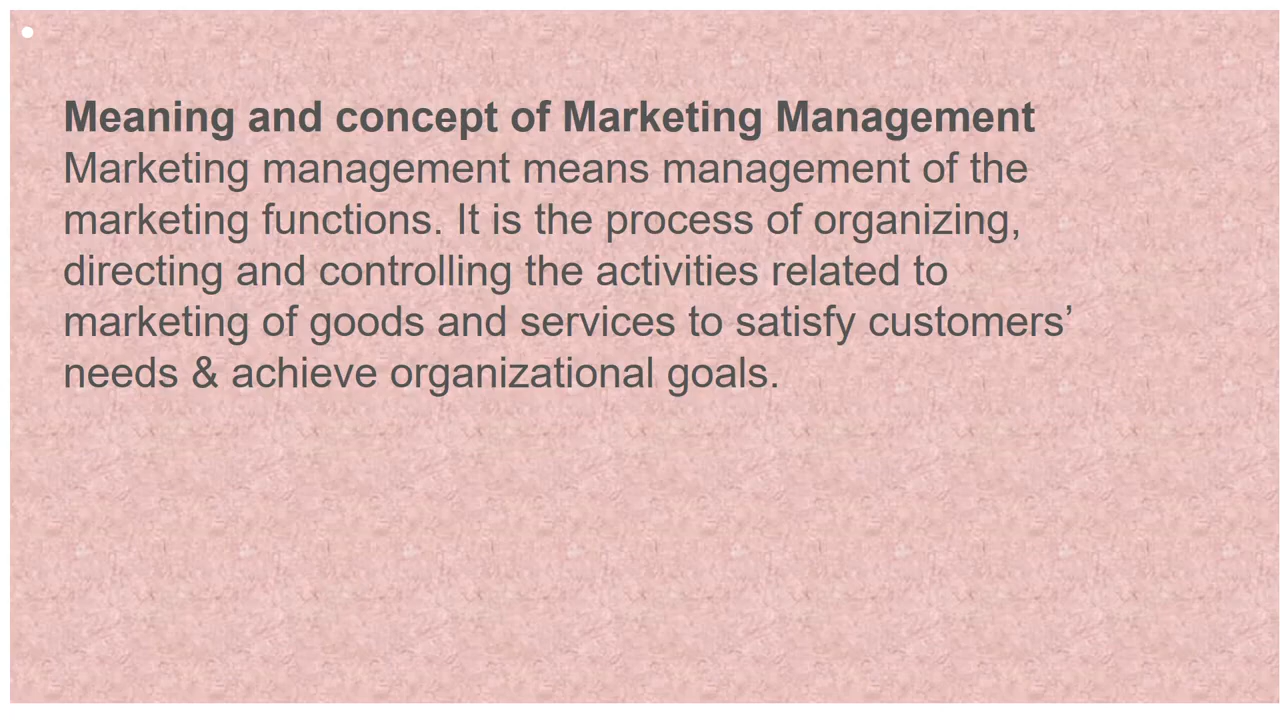 Meaning and concept of Marketing Management
Marketing management means management of the
marketing functions. It is the process of organizing,
directing and controlling the activities related to
marketing of goods and services to satisfy customers’
needs & achieve organizational goals.